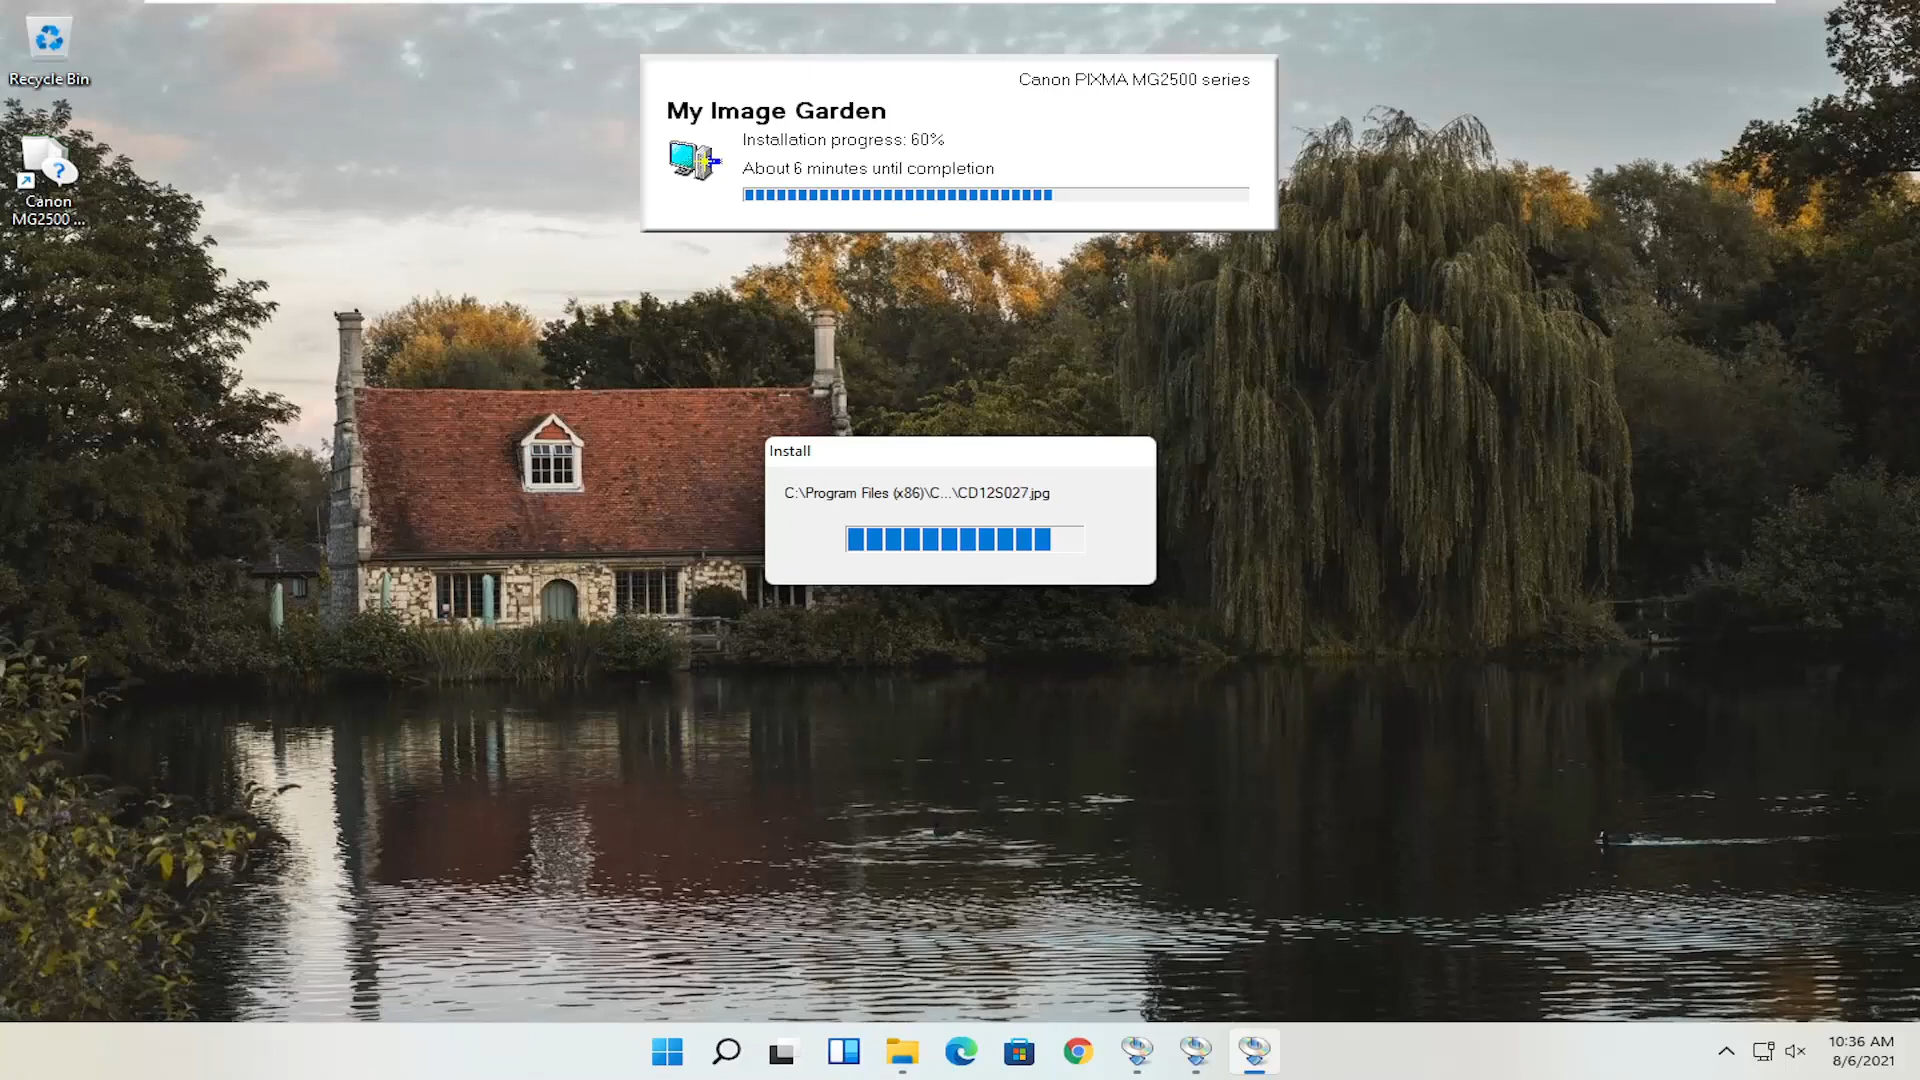 Recycle Bin
Canon
MG2500 ...
Canon PIXMA MG2500 series
My Image Garden
Installation progress: 60%
About 6 minutes until completion
Install
C:\Program Files (x86)\C...\CD12S027.jpg
10:36 AM
8/6/2021